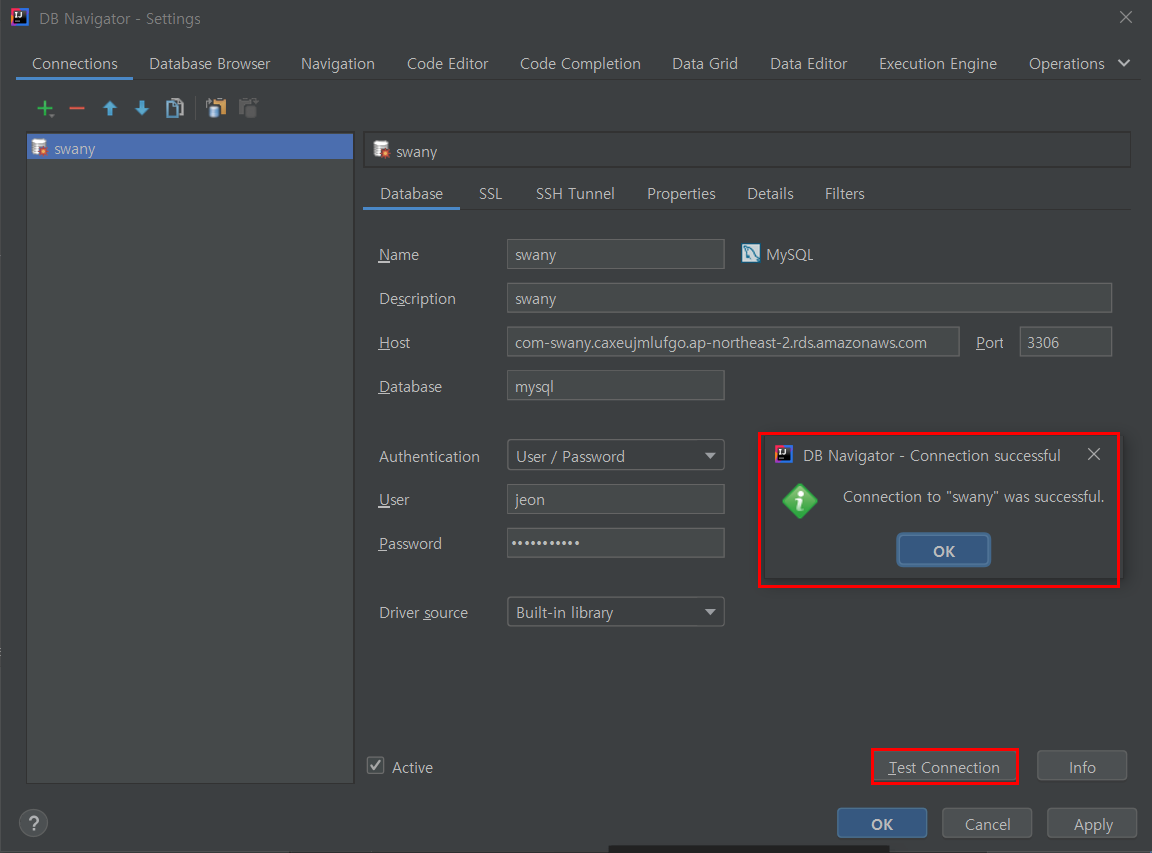 DB Navigator - Settings
Connections Database Browser Navigation Code Editor Code Completion Data Grid Data Editor Execution Engine Operations
swany
swany
Database SSL SSH Tunnel Properties Details Filters
Name swany MySQL
Description swany
Host com-swany.caxeujmlufgo.ap-northeast-2.rds.amazonaws.com Port 3306
Database mysql
Authentication User / Password
User jeon
Password •••••••••••
Driver source Built-in library
DB Navigator - Connection successful
Connection to "swany" was successful.
OK
Active
Test Connection Info
?
OK Cancel Apply